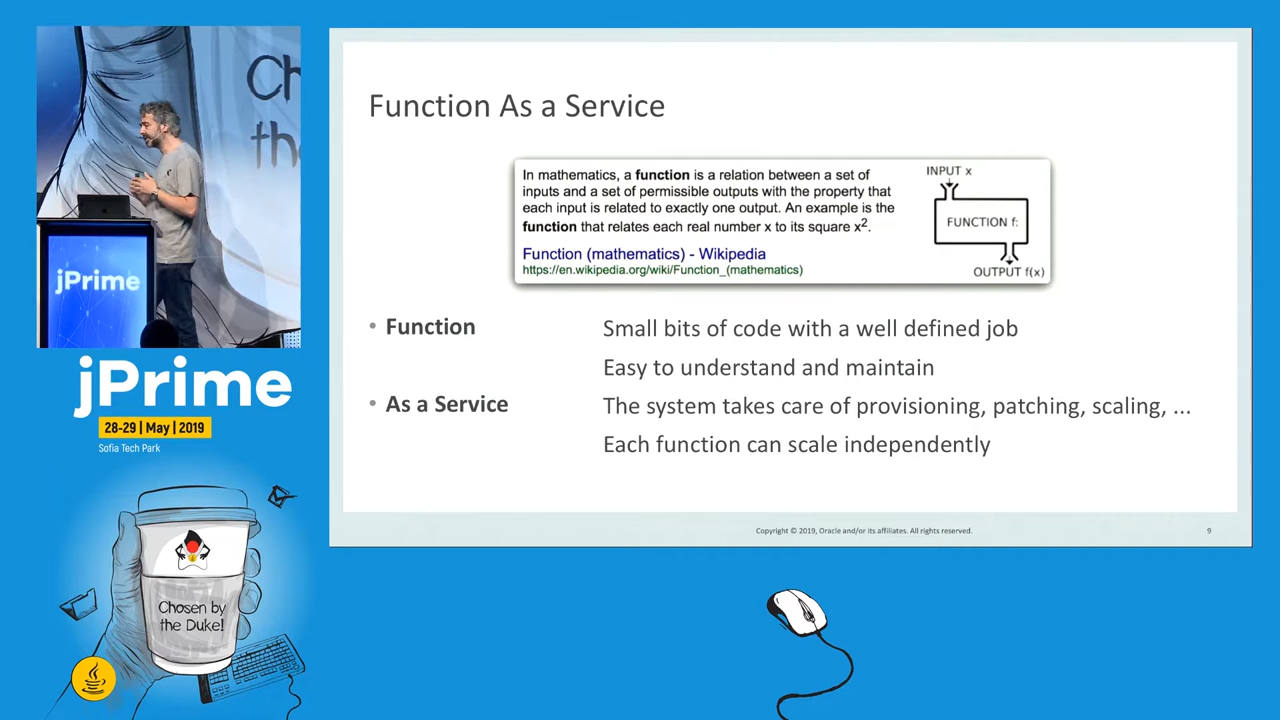 Ch
the
jPrime
jPrime
28-29 | May | 2019
Sofia Tech Park
Chosen by
the Duke!
Function As a Service
In mathematics, a function is a relation between a set of
inputs and a set of permissible outputs with the property that
each input is related to exactly one output. An example is the
function that relates each real number x to its square x².
Function (mathematics) - Wikipedia
https://en.wikipedia.org/wiki/Function_(mathematics)
INPUT x
FUNCTION f:
OUTPUT f(x)
• Function Small bits of code with a well defined job
Easy to understand and maintain
• As a Service The system takes care of provisioning, patching, scaling, ...
Each function can scale independently
Copyright © 2019, Oracle and/or its affiliates. All rights reserved. 9